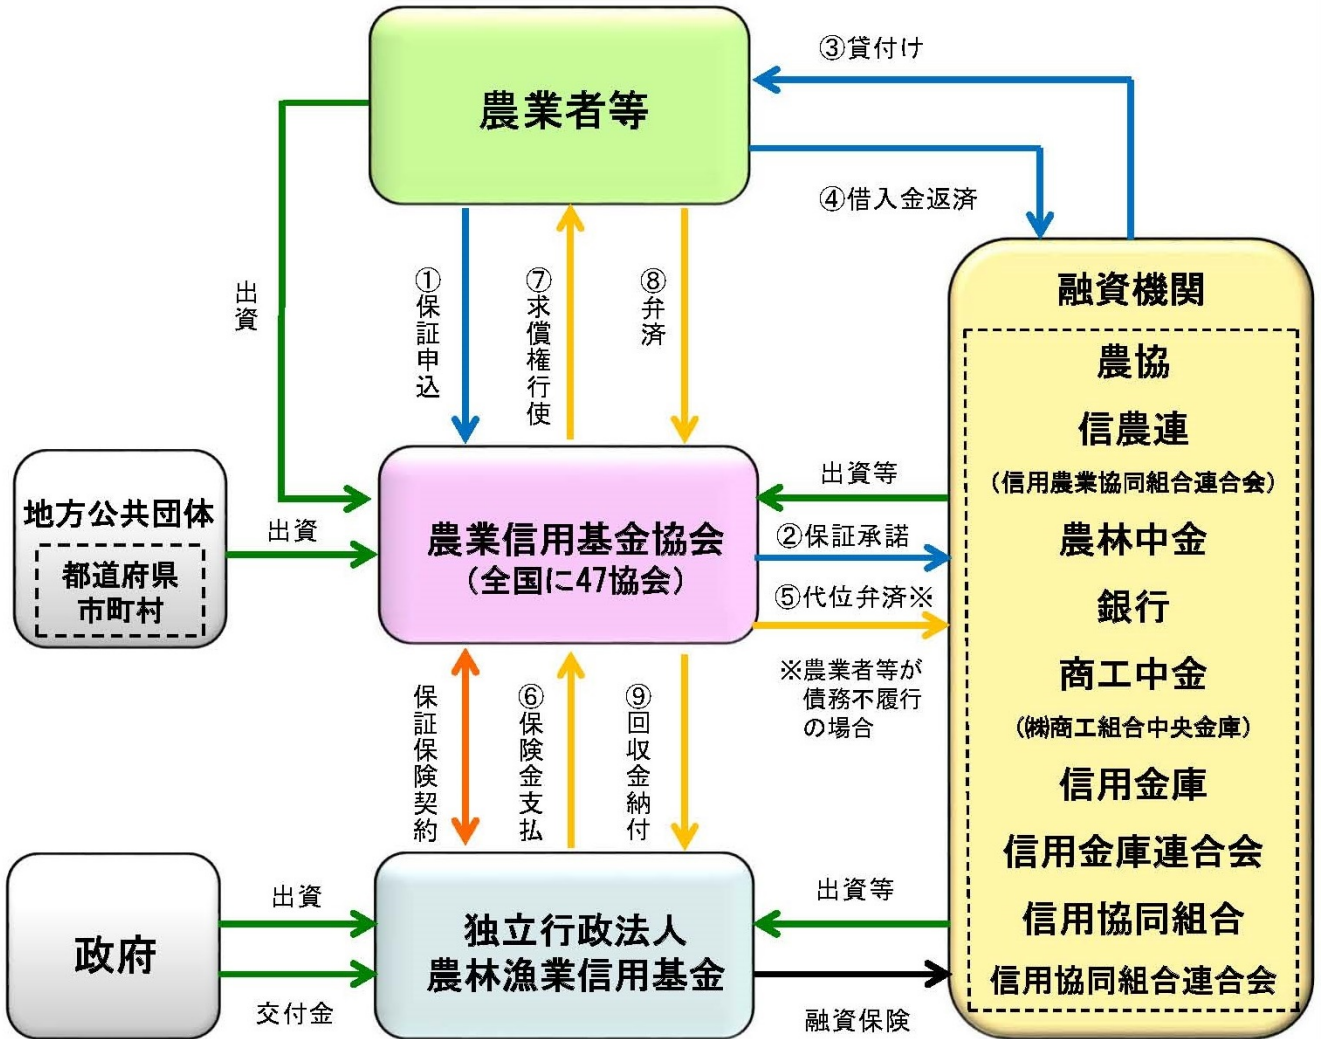 農業者等
③貸付け
④借入金返済
出資
①保証申込
⑦求償権行使
⑧弁済
融資機関
農協
信農連
(信用農業協同組合連合会)
農林中金
銀行
商工中金
(㈱商工組合中央金庫)
信用金庫
信用金庫連合会
信用協同組合
信用協同組合連合会
地方公共団体
都道府県
市町村
出資
農業信用基金協会
(全国に47協会)
出資等
②保証承諾
⑤代位弁済※
※農業者等が
債務不履行
の場合
保証保険契約
⑥保険金支払
⑨回収金納付
政府
出資
交付金
独立行政法人
農林漁業信用基金
出資等
融資保険